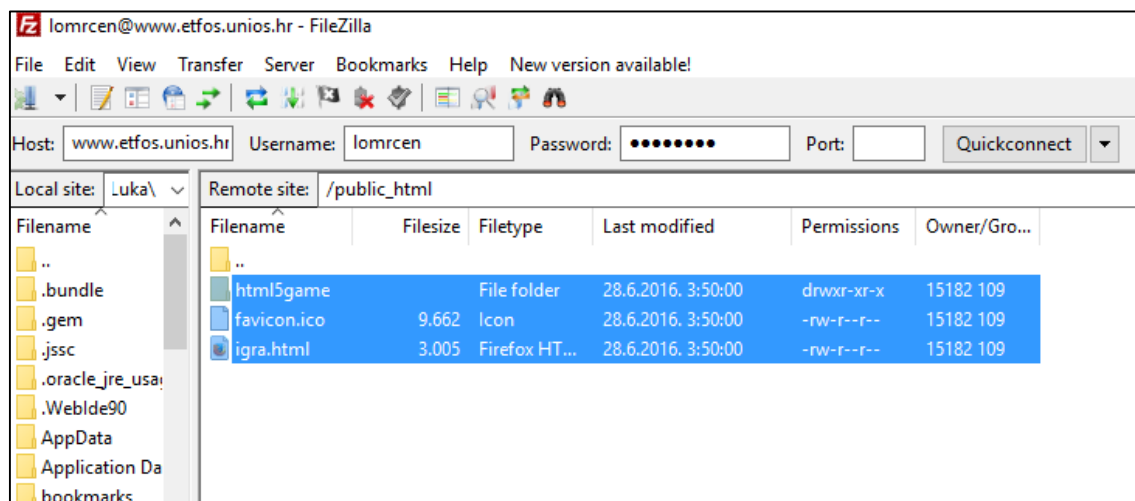 lomrcen@www.etfos.unios.hr - FileZilla
File Edit View Transfer Server Bookmarks Help New version available!
Host: www.etfos.unios.hr Username: lomrcen Password: ●●●●●●●● Port: Quickconnect
Local site: Luka\ Remote site: /public_html
Filename Filename Filesize Filetype Last modified Permissions Owner/Gro...
.. ..
.bundle html5game File folder 28.6.2016. 3:50:00 drwxr-xr-x 15182 109
.gem favicon.ico 9.662 Icon 28.6.2016. 3:50:00 -rw-r--r-- 15182 109
.jssc igra.html 3.005 Firefox HT... 28.6.2016. 3:50:00 -rw-r--r-- 15182 109
.oracle_jre_usa
.WebIde90
AppData
Application Da
bookmarks